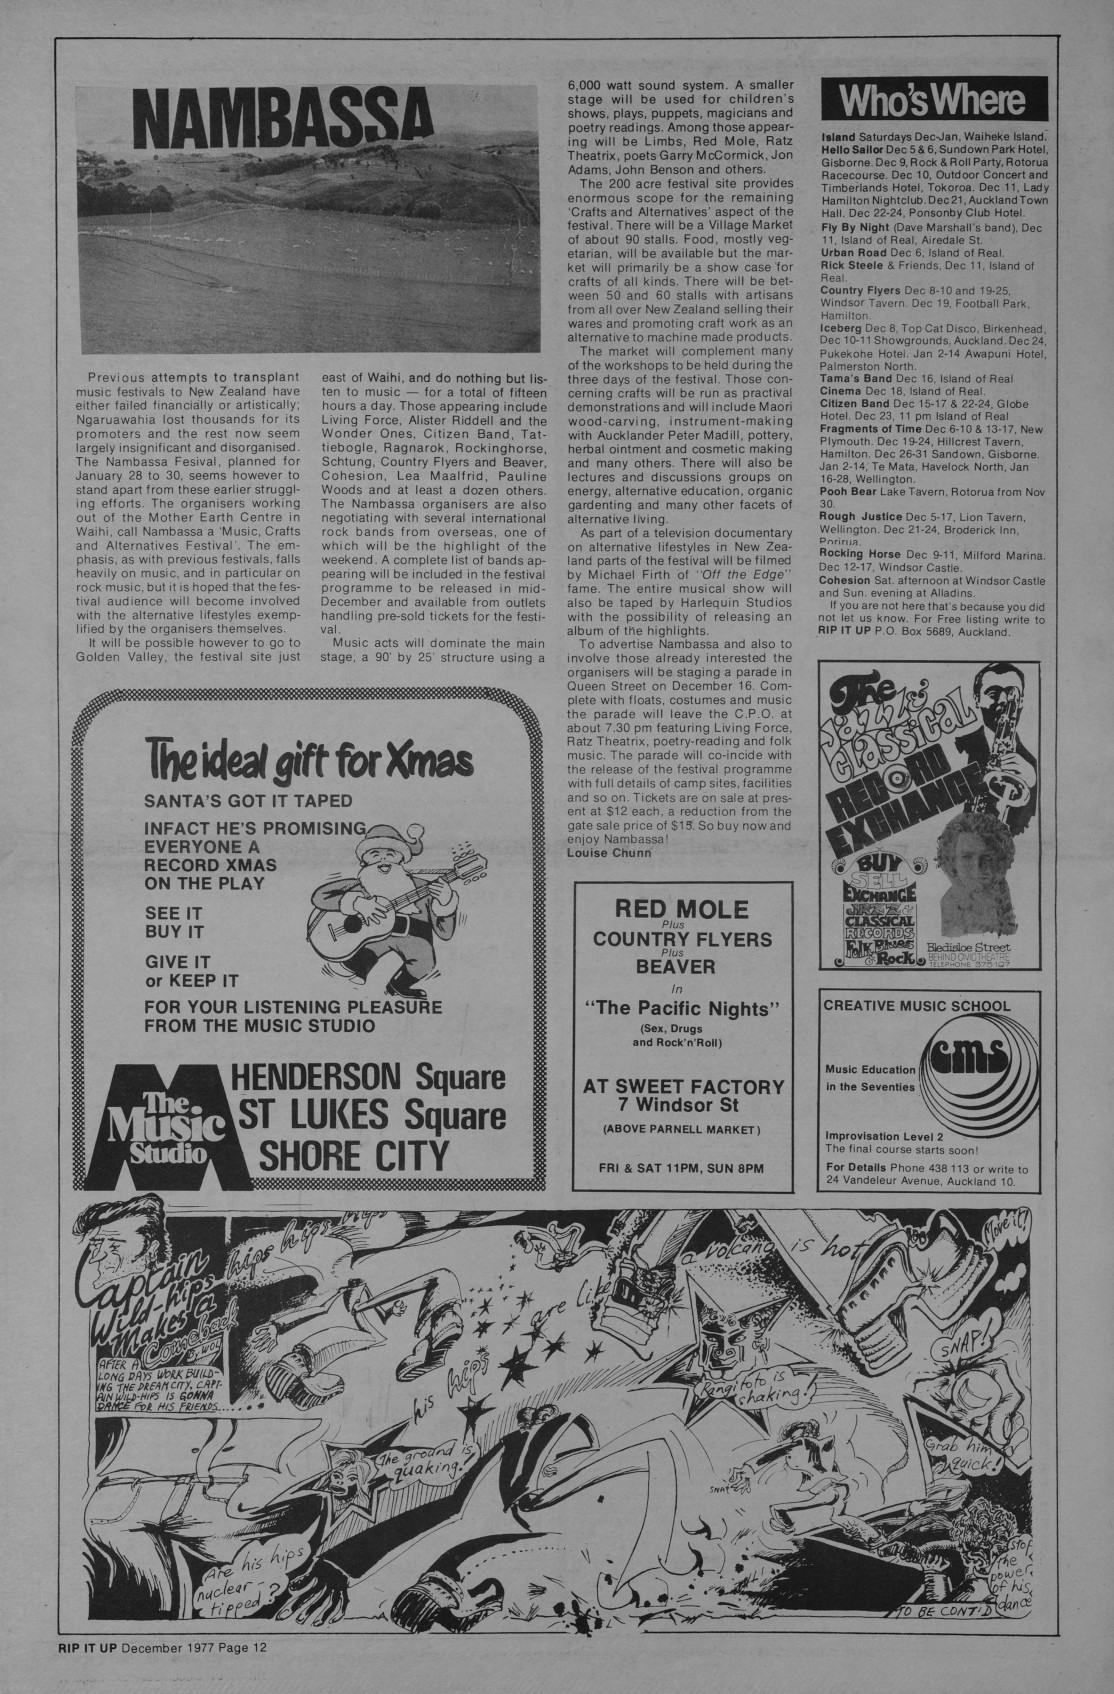 NAMBASSA
Previous attempts to transplant
music festivals to New Zealand have
either failed financially or artistically;
Ngaruawahia lost thousands for its
promoters and the rest now seem
largely insignificant and disorganised.
The Nambassa Fesival, planned for
January 28 to 30, seems however to
stand apart from these earlier struggl-
ing efforts. The organisers working
out of the Mother Earth Centre in
Waihi, call Nambassa a 'Music, Crafts
and Alternatives Festival'. The em-
phasis, as with previous festivals, falls
heavily on music, and in particular on
rock music, but it is hoped that the fes-
tival audience will become involved
with the alternative lifestyles exemp-
lified by the organisers themselves.
It will be possible however to go to
Golden Valley, the festival site just
east of Waihi, and do nothing but lis-
ten to music — for a total of fifteen
hours a day. Those appearing include
Living Force, Alister Riddell and the
Wonder Ones, Citizen Band, Tat-
tiebogle, Ragnarok, Rockinghorse,
Schtung, Country Flyers and Beaver,
Cohesion, Lea Maalfrid, Pauline
Woods and at least a dozen others.
The Nambassa organisers are also
negotiating with several international
rock bands from overseas, one of
which will be the highlight of the
weekend. A complete list of bands ap-
pearing will be included in the festival
programme to be released in mid-
December and available from outlets
handling pre-sold tickets for the festi-
val.
Music acts will dominate the main
stage, a 90' by 25' structure using a
6,000 watt sound system. A smaller
stage will be used for children's
shows, plays, puppets, magicians and
poetry readings. Among those appear-
ing will be Limbs, Red Mole, Ratz
Theatrix, poets Garry McCormick, Jon
Adams, John Benson and others.
The 200 acre festival site provides
enormous scope for the remaining
'Crafts and Alternatives' aspect of the
festival. There will be a Village Market
of about 90 stalls. Food, mostly veg-
etarian, will be available but the mar-
ket will primarily be a show case for
crafts of all kinds. There will be bet-
ween 50 and 60 stalls with artisans
from all over New Zealand selling their
wares and promoting craft work as an
alternative to machine made products.
The market will complement many
of the workshops to be held during the
three days of the festival. Those con-
cerning crafts will be run as practival
demonstrations and will include Maori
wood-carving, instrument-making
with Aucklander Peter Madill, pottery,
herbal ointment and cosmetic making
and many others. There will also be
lectures and discussions groups on
energy, alternative education, organic
gardening and many other facets of
alternative living.
As part of a television documentary
on alternative lifestyles in New Zea-
land parts of the festival will be filmed
by Michael Firth of "Off the Edge"
fame. The entire musical show will
also be taped by Harlequin Studios
with the possibility of releasing an
album of the highlights.
To advertise Nambassa and also to
involve those already interested the
organisers will be staging a parade in
Queen Street on December 16. Com-
plete with floats, costumes and music
the parade will leave the C.P.O. at
about 7.30 pm featuring Living Force,
Ratz Theatrix, poetry-reading and folk
music. The parade will co-incide with
the release of the festival programme
with full details of camp sites, facilities
and so on. Tickets are on sale at pres-
ent at $12 each, a reduction from the
gate sale price of $15. So buy now and
enjoy Nambassa!
Louise Chunn
Who's Where
Island Saturdays Dec-Jan, Waiheke Island.
Hello Sailor Dec 5 & 6, Sundown Park Hotel,
Gisborne. Dec 9, Rock & Roll Party, Rotorua
Racecourse. Dec 10, Outdoor Concert and
Timberlands Hotel, Tokoroa. Dec 11, Lady
Hamilton Nightclub. Dec 21, Auckland Town
Hall. Dec 22-24, Ponsonby Club Hotel.
Fly By Night (Dave Marshall's band), Dec
11, Island of Real, Airedale St.
Urban Road Dec 6, Island of Real.
Rick Steele & Friends, Dec 11, Island of
Real.
Country Flyers Dec 8-10 and 19-25,
Windsor Tavern. Dec 19, Football Park,
Hamilton.
Iceberg Dec 8, Top Cat Disco, Birkenhead,
Dec 10-11 Showgrounds, Auckland. Dec 24,
Pukekohe Hotel. Jan 2-14 Awapuni Hotel,
Palmerston North.
Tama's Band Dec 16, Island of Real
Cinema Dec 18, Island of Real.
Citizen Band Dec 15-17 & 22-24, Globe
Hotel. Dec 23, 11 pm Island of Real
Fragments of Time Dec 6-10 & 13-17, New
Plymouth. Dec 19-24, Hillcrest Tavern,
Hamilton. Dec 26-31 Sandown, Gisborne.
Jan 2-14, Te Mata, Havelock North, Jan
16-28, Wellington.
Pooh Bear Lake Tavern, Rotorua from Nov
30.
Rough Justice Dec 5-17, Lion Tavern,
Wellington. Dec 21-24, Broderick Inn,
Porirua.
Rocking Horse Dec 9-11, Milford Marina.
Dec 12-17, Windsor Castle.
Cohesion Sat. afternoon at Windsor Castle
and Sun. evening at Alladins.
If you are not here that's because you did
not let us know. For Free listing write to
RIP IT UP P.O. Box 5689, Auckland.
The ideal gift for Xmas
SANTA'S GOT IT TAPED
INFACT HE'S PROMISING
EVERYONE A
RECORD XMAS
ON THE PLAY
SEE IT
BUY IT
GIVE IT
or KEEP IT
FOR YOUR LISTENING PLEASURE
FROM THE MUSIC STUDIO
The
Music
Studio
HENDERSON Square
ST LUKES Square
SHORE CITY
RED MOLE
Plus
COUNTRY FLYERS
Plus
BEAVER
In
"The Pacific Nights"
(Sex, Drugs
and Rock'n'Roll)
AT SWEET FACTORY
7 Windsor St
(ABOVE PARNELL MARKET)
FRI & SAT 11PM, SUN 8PM
The
Jazz &
Classical
RECORD
EXCHANGE
BUY
SELL
EXCHANGE
JAZZ &
CLASSICAL
RECORDS
Folk, Blues
& Rock
Bledisloe Street
BEHIND CIVIC THEATRE
TELEPHONE 375-127
CREATIVE MUSIC SCHOOL
cms
Music Education
in the Seventies
Improvisation Level 2
The final course starts soon!
For Details Phone 438 113 or write to
24 Vandeleur Avenue, Auckland 10.
Captain
Wild-hips
Makes a
Comeback
By Woy
AFTER A
LONG DAYS WORK BUILD-
ING THE DREAM CITY, CAPT-
AIN WILD-HIPS IS GONNA
DANCE FOR HIS FRIENDS......
hips hips hips
his hips
are like
a volcano is hot
Move it!
SNAP!
Rangitoto is
shaking!
The ground is
quaking!
SNAP
Grab him
quick!
Are his hips
nuclear-
tipped?
Stop
the
power
of his
dance
TO BE CONT'D
RIP IT UP December 1977 Page 12